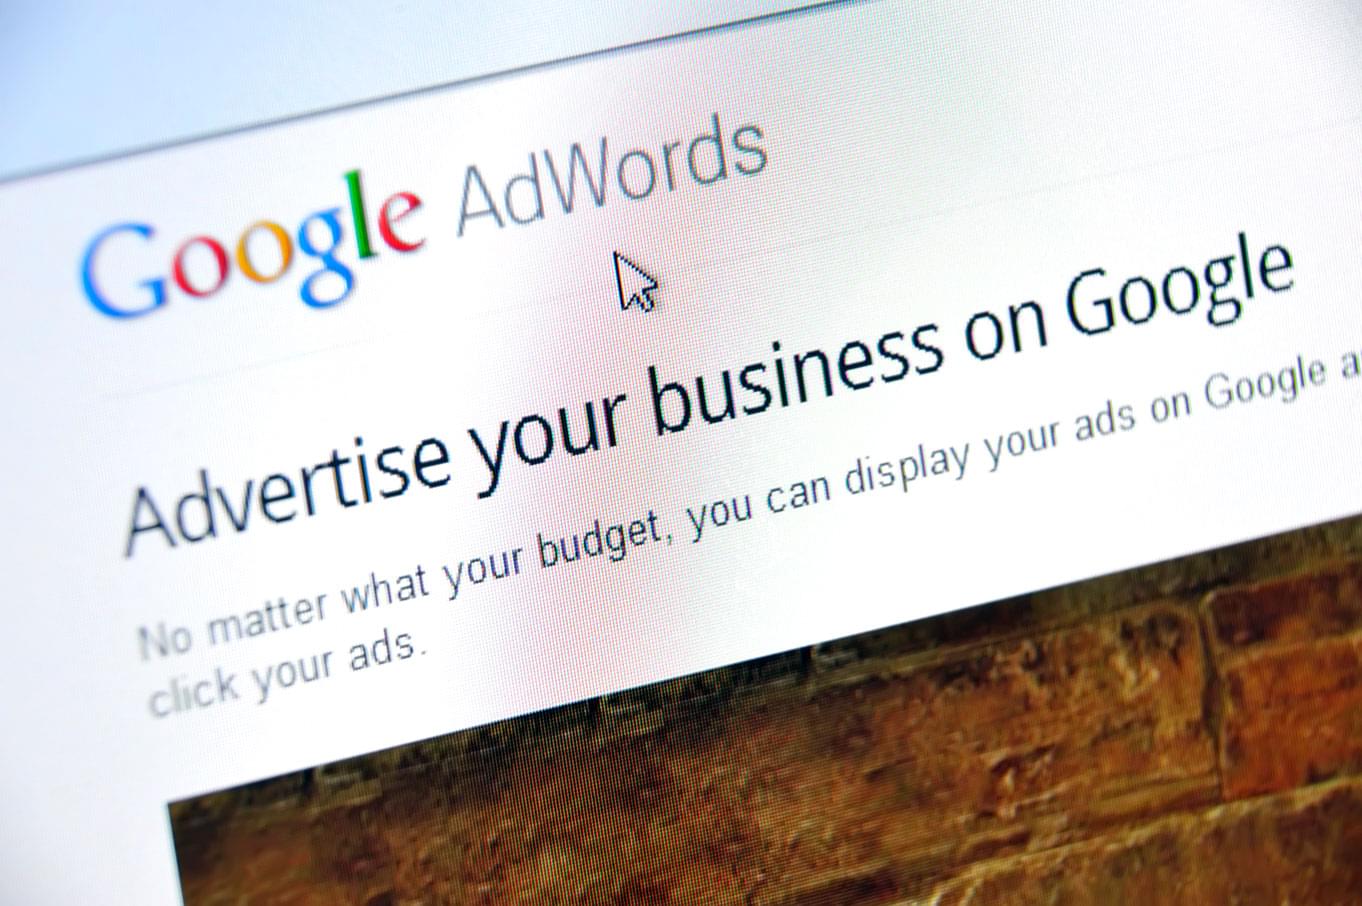 Google AdWords
Advertise your business on Google
No matter what your budget, you can display your ads on Google
click your ads.